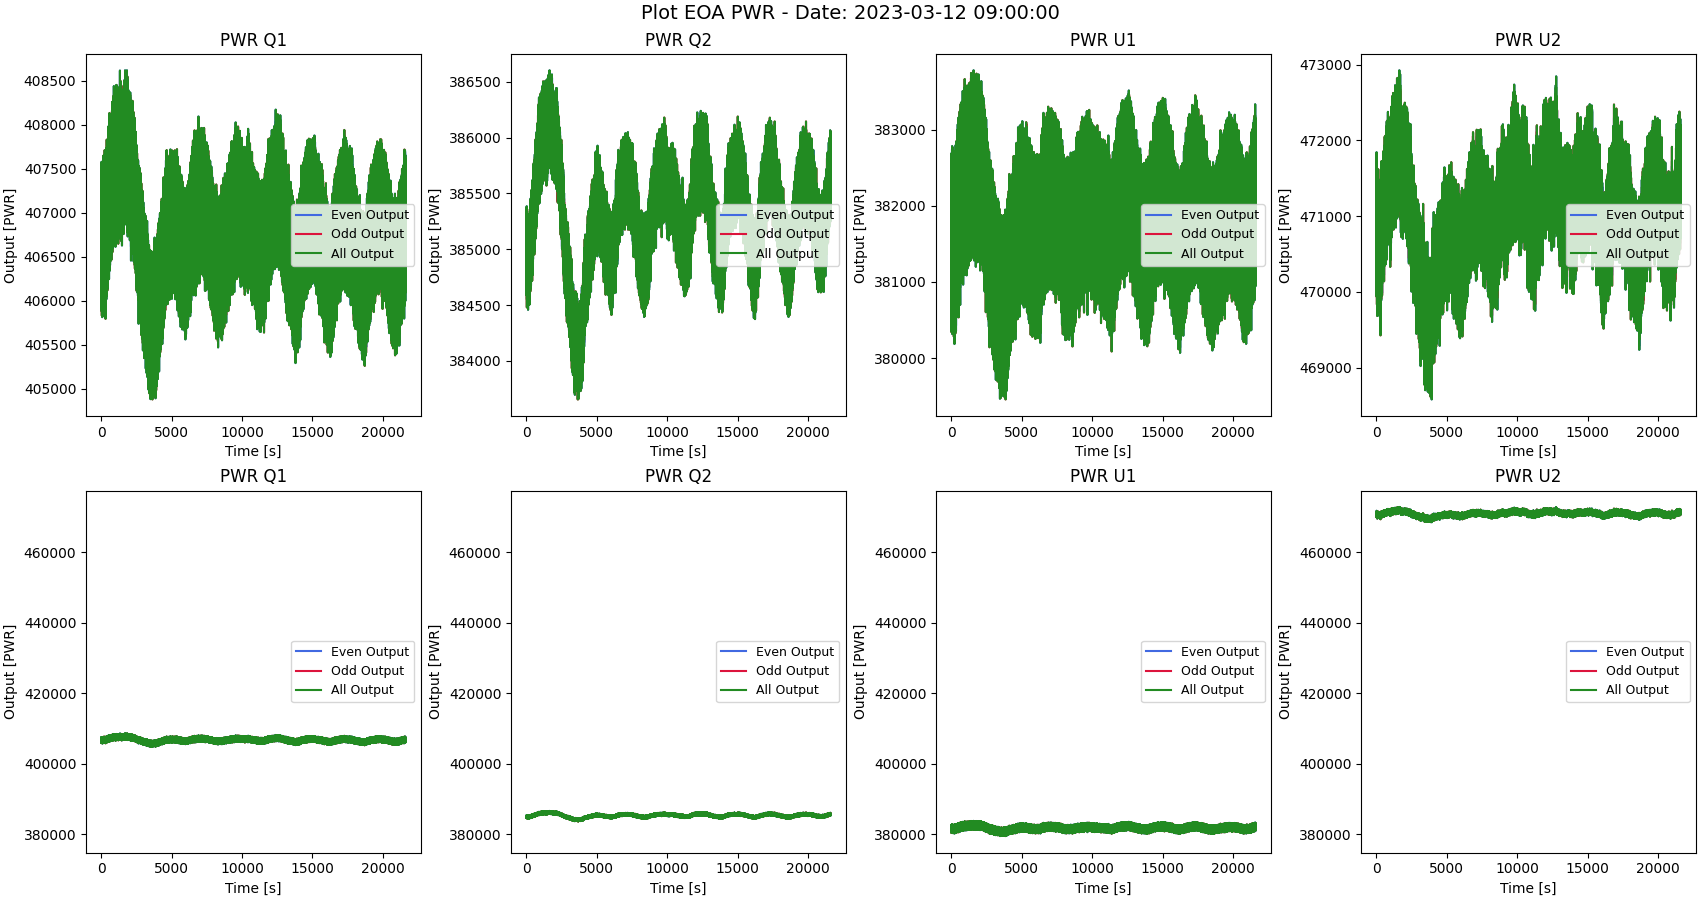 Plot EOA PWR - Date: 2023-03-12 09:00:00
PWR Q1
Output [PWR]
408500
408000
407500
407000
406500
406000
405500
405000
0 5000 10000 15000 20000
Time [s]
Even Output
Odd Output
All Output
PWR Q2
Output [PWR]
386500
386000
385500
385000
384500
384000
0 5000 10000 15000 20000
Time [s]
Even Output
Odd Output
All Output
PWR U1
Output [PWR]
383000
382000
381000
380000
0 5000 10000 15000 20000
Time [s]
Even Output
Odd Output
All Output
PWR U2
Output [PWR]
473000
472000
471000
470000
469000
0 5000 10000 15000 20000
Time [s]
Even Output
Odd Output
All Output
PWR Q1
Output [PWR]
460000
440000
420000
400000
380000
0 5000 10000 15000 20000
Time [s]
Even Output
Odd Output
All Output
PWR Q2
Output [PWR]
460000
440000
420000
400000
380000
0 5000 10000 15000 20000
Time [s]
Even Output
Odd Output
All Output
PWR U1
Output [PWR]
460000
440000
420000
400000
380000
0 5000 10000 15000 20000
Time [s]
Even Output
Odd Output
All Output
PWR U2
Output [PWR]
460000
440000
420000
400000
380000
0 5000 10000 15000 20000
Time [s]
Even Output
Odd Output
All Output